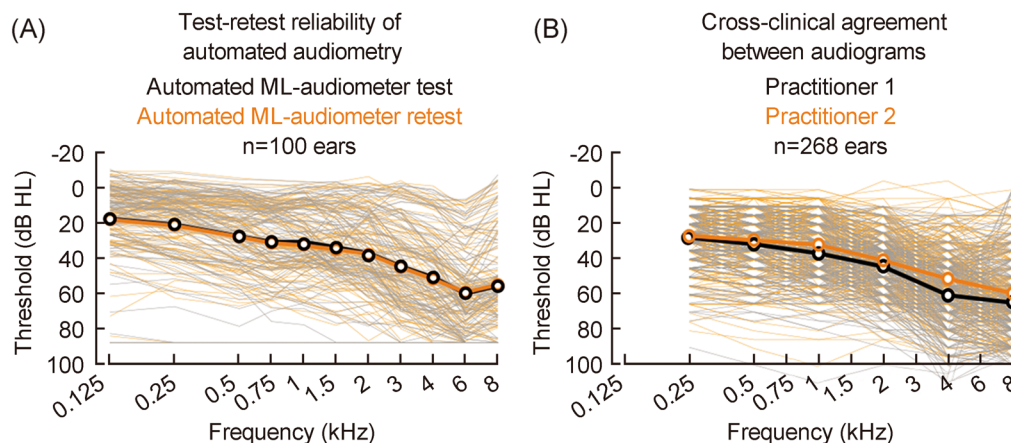 (A)
Test-retest reliability of
automated audiometry
Automated ML-audiometer test
Automated ML-audiometer retest
n=100 ears
Threshold (dB HL)
-20
0
20
40
60
80
100
0.125
0.25
0.5
0.75
1
1.5
2
3
4
6
8
Frequency (kHz)
(B)
Cross-clinical agreement
between audiograms
Practitioner 1
Practitioner 2
n=268 ears
Threshold (dB HL)
-20
0
20
40
60
80
100
0.125
0.25
0.5
0.75
1
1.5
2
3
4
6
8
Frequency (kHz)